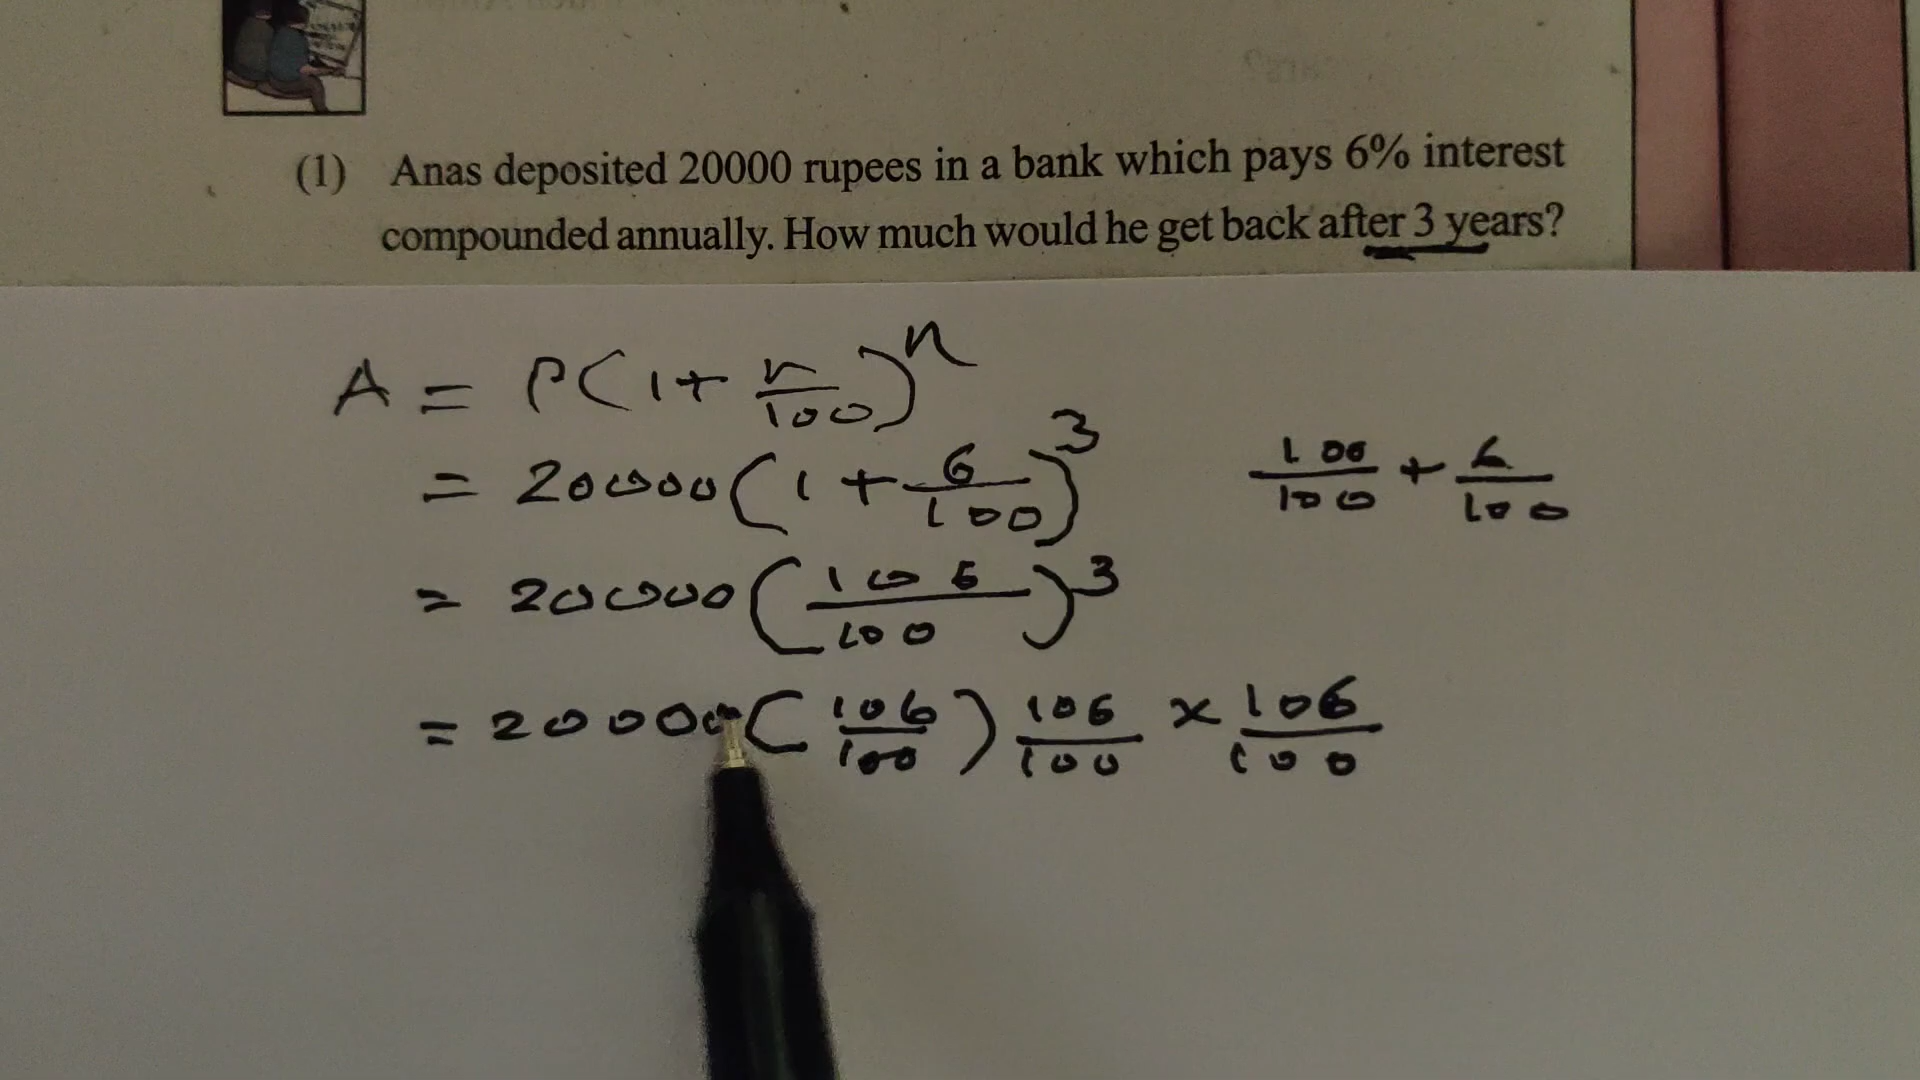 (1) Anas deposited 20000 rupees in a bank which pays 6% interest
compounded annually. How much would he get back after 3 years?
A = P(1 + r/100)^n
= 20000(1 + 6/100)^3
100/100 + 6/100
= 20000(106/100)^3
= 20000(106/100) 106/100 × 106/100